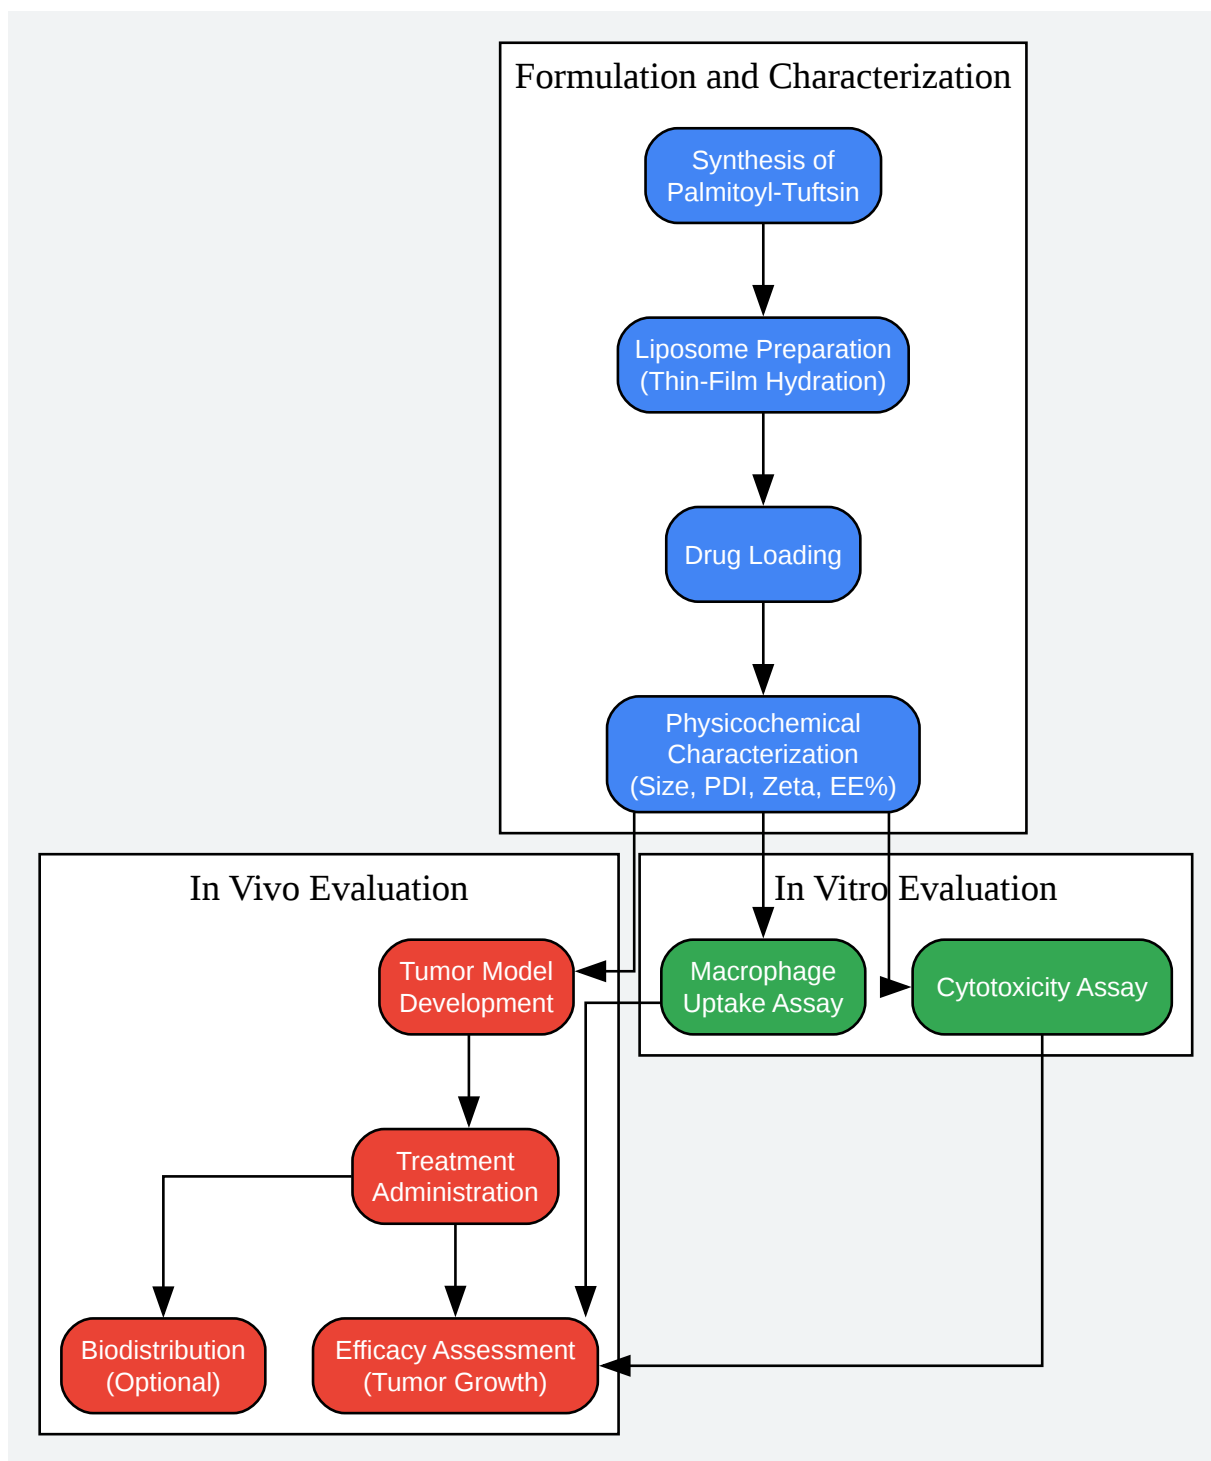 Formulation and Characterization
Synthesis of
Palmitoyl-Tuftsin
Liposome Preparation
(Thin-Film Hydration)
Drug Loading
Physicochemical
Characterization
(Size, PDI, Zeta, EE%)
In Vivo Evaluation
In Vitro Evaluation
Tumor Model
Development
Macrophage
Uptake Assay
Cytotoxicity Assay
Treatment
Administration
Biodistribution
(Optional)
Efficacy Assessment
(Tumor Growth)